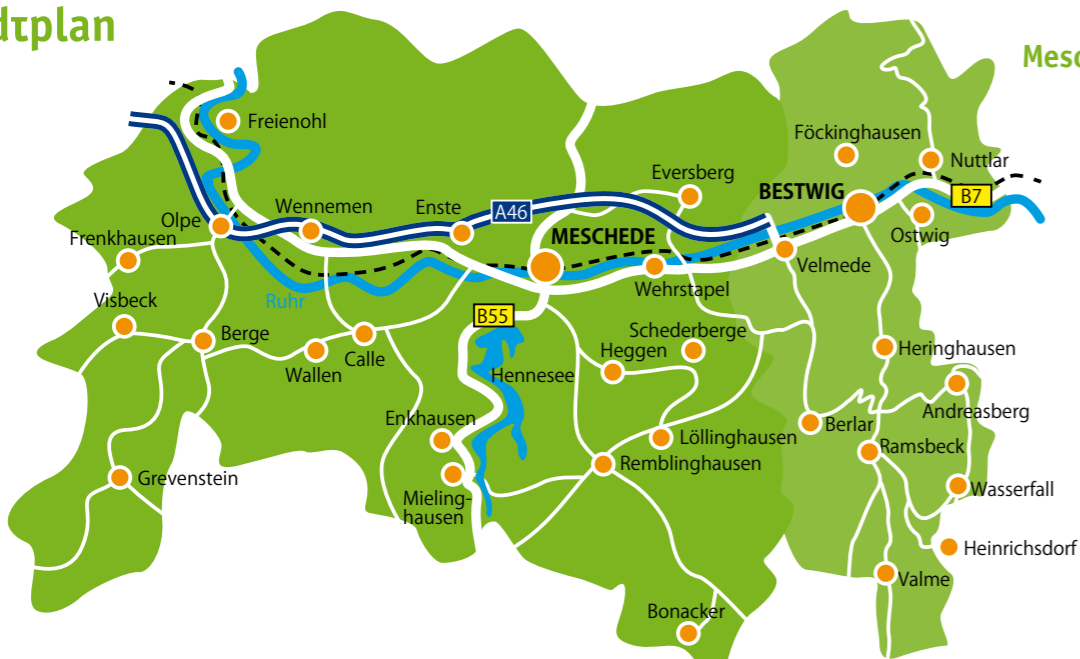 dtplan
Mesc
Freienohl
Föckinghausen
Nuttlar
Eversberg
BESTWIG
B7
Wennemen
Enste
A46
Olpe
Frenkhausen
MESCHEDE
Ostwig
Velmede
Wehrstapel
Visbeck
Ruhr
B55
Berge
Schederberge
Heggen
Heringhausen
Calle
Wallen
Hennesee
Andreasberg
Enkhausen
Berlar
Löllinghausen
Ramsbeck
Remblinghausen
Grevenstein
Wasserfall
Mieling-
hausen
Heinrichsdorf
Valme
Bonacker